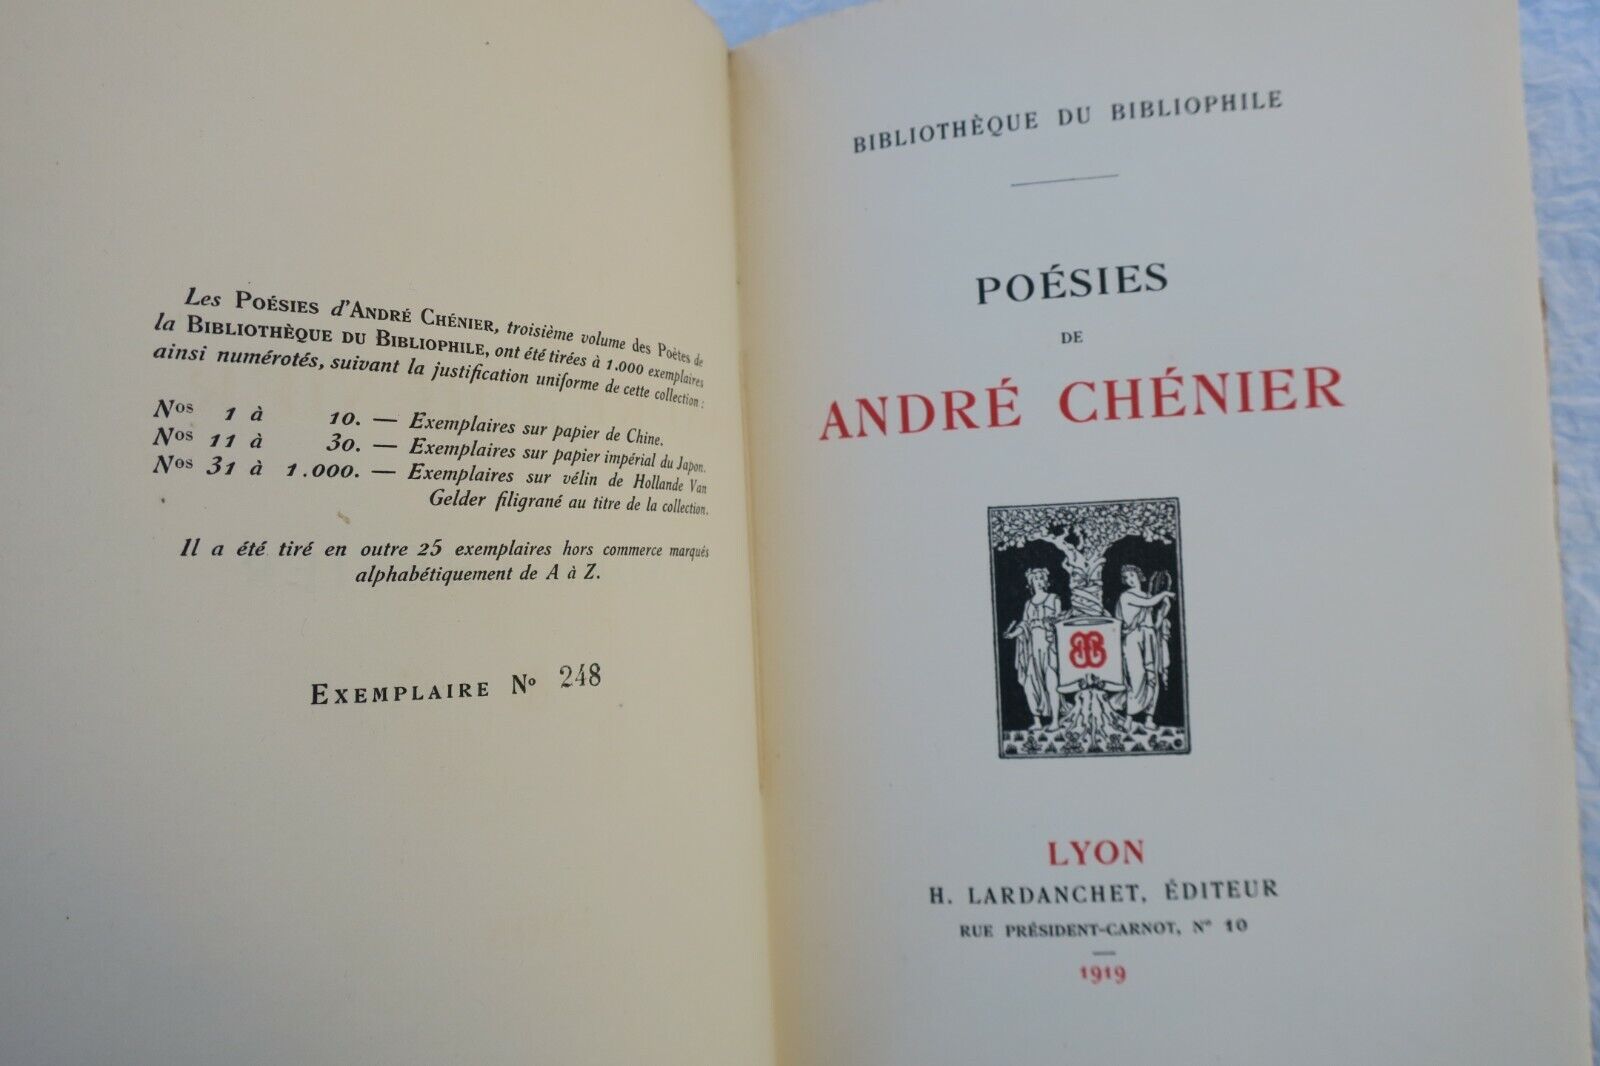 Les POÉSIES d'ANDRÉ CHÉNIER, troisième volume des Poètes de
la BIBLIOTHÈQUE DU BIBLIOPHILE, ont été tirées à 1.000 exemplaires
ainsi numérotés, suivant la justification uniforme de cette collection :
Nos 1 à 10. — Exemplaires sur papier de Chine.
Nos 11 à 30. — Exemplaires sur papier impérial du Japon.
Nos 31 à 1.000. — Exemplaires sur vélin de Hollande Van
Gelder filigrané au titre de la collection.
Il a été tiré en outre 25 exemplaires hors commerce marqués
alphabétiquement de A à Z.
EXEMPLAIRE No 248
BIBLIOTHÈQUE DU BIBLIOPHILE
POÉSIES
DE
ANDRÉ CHÉNIER
LYON
H. LARDANCHET, ÉDITEUR
RUE PRÉSIDENT-CARNOT, No 10
1919